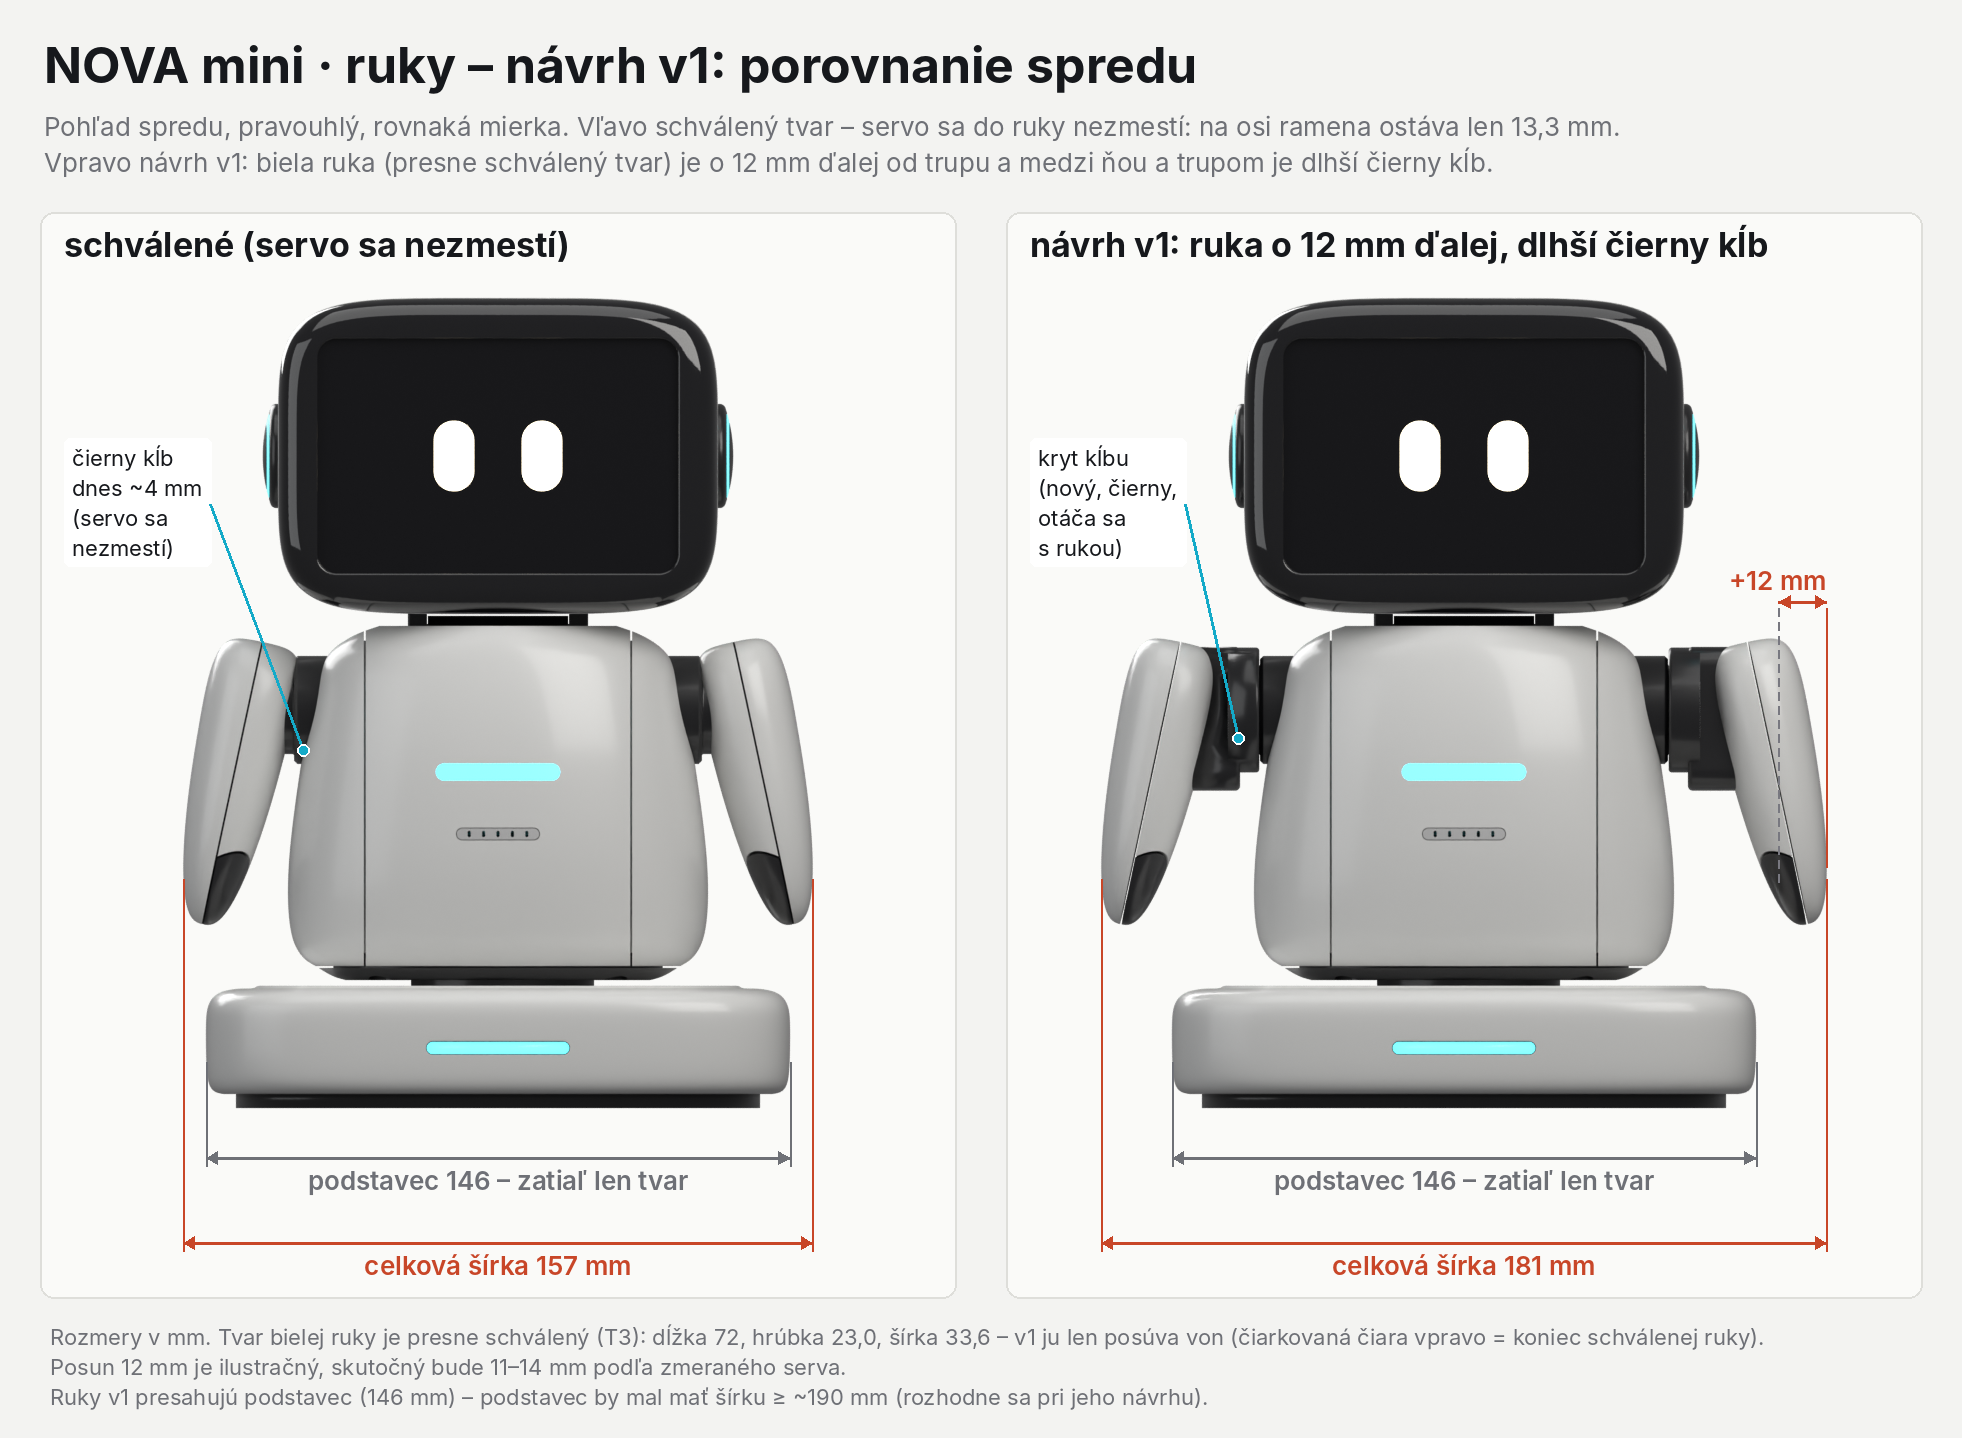 NOVA mini · ruky – návrh v1: porovnanie spredu
Pohľad spredu, pravouhlý, rovnaká mierka. Vľavo schválený tvar – servo sa do ruky nezmestí: na osi ramena ostáva len 13,3 mm.
Vpravo návrh v1: biela ruka (presne schválený tvar) je o 12 mm ďalej od trupu a medzi ňou a trupom je dlhší čierny kĺb.
schválené (servo sa nezmestí)
čierny kĺb
dnes ~4 mm
(servo sa
nezmestí)
podstavec 146 – zatiaľ len tvar
celková šírka 157 mm
návrh v1: ruka o 12 mm ďalej, dlhší čierny kĺb
kryt kĺbu
(nový, čierny,
otáča sa
s rukou)
+12 mm
podstavec 146 – zatiaľ len tvar
celková šírka 181 mm
Rozmery v mm. Tvar bielej ruky je presne schválený (T3): dĺžka 72, hrúbka 23,0, šírka 33,6 – v1 ju len posúva von (čiarkovaná čiara vpravo = koniec schválenej ruky).
Posun 12 mm je ilustračný, skutočný bude 11–14 mm podľa zmeraného serva.
Ruky v1 presahujú podstavec (146 mm) – podstavec by mal mať šírku ≥ ~190 mm (rozhodne sa pri jeho návrhu).